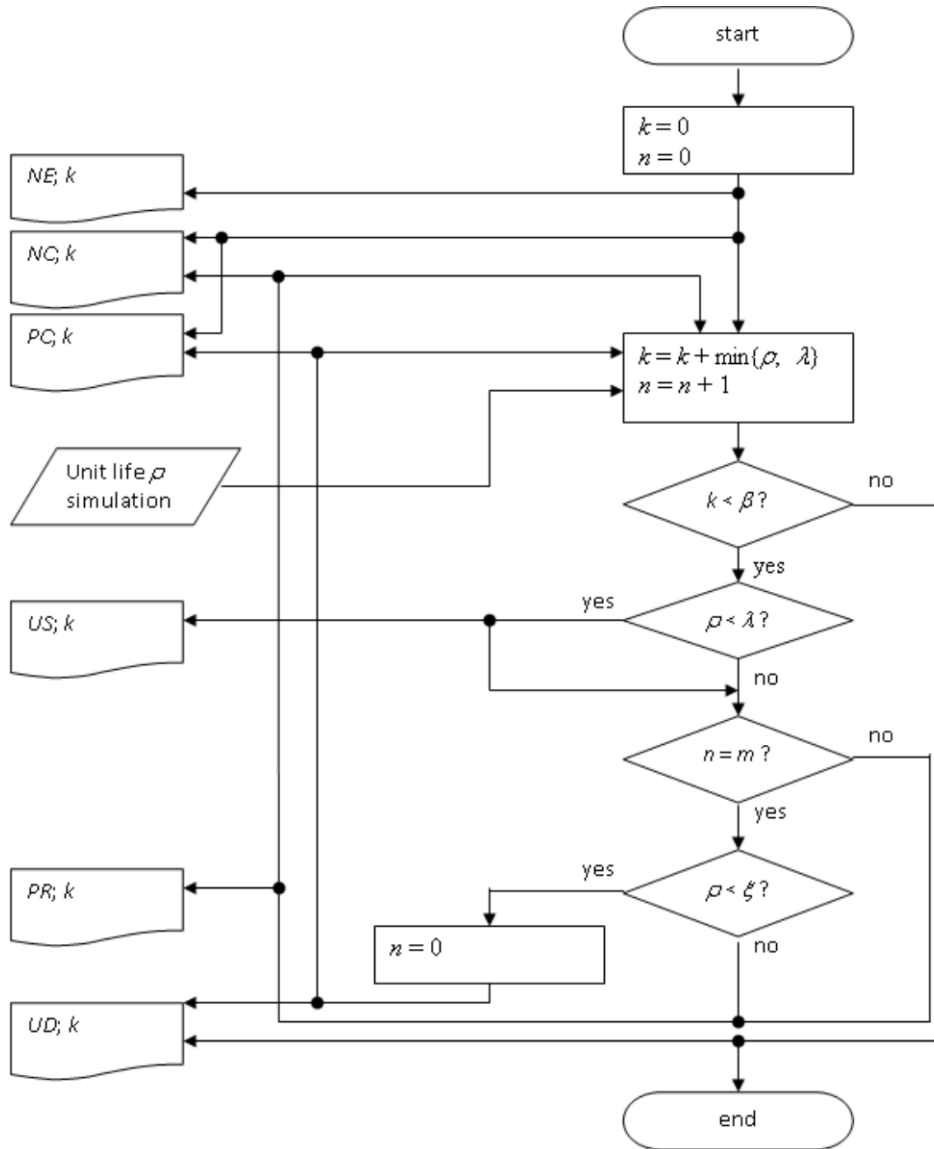 start
k = 0
n = 0
NE; k
NC; k
PC; k
k = k + min{ρ, λ}
n = n + 1
Unit life ρ
simulation
k < β ?
no
yes
yes
US; k
ρ < λ ?
no
n = m ?
no
yes
yes
PR; k
ρ < ξ ?
n = 0
no
UD; k
end